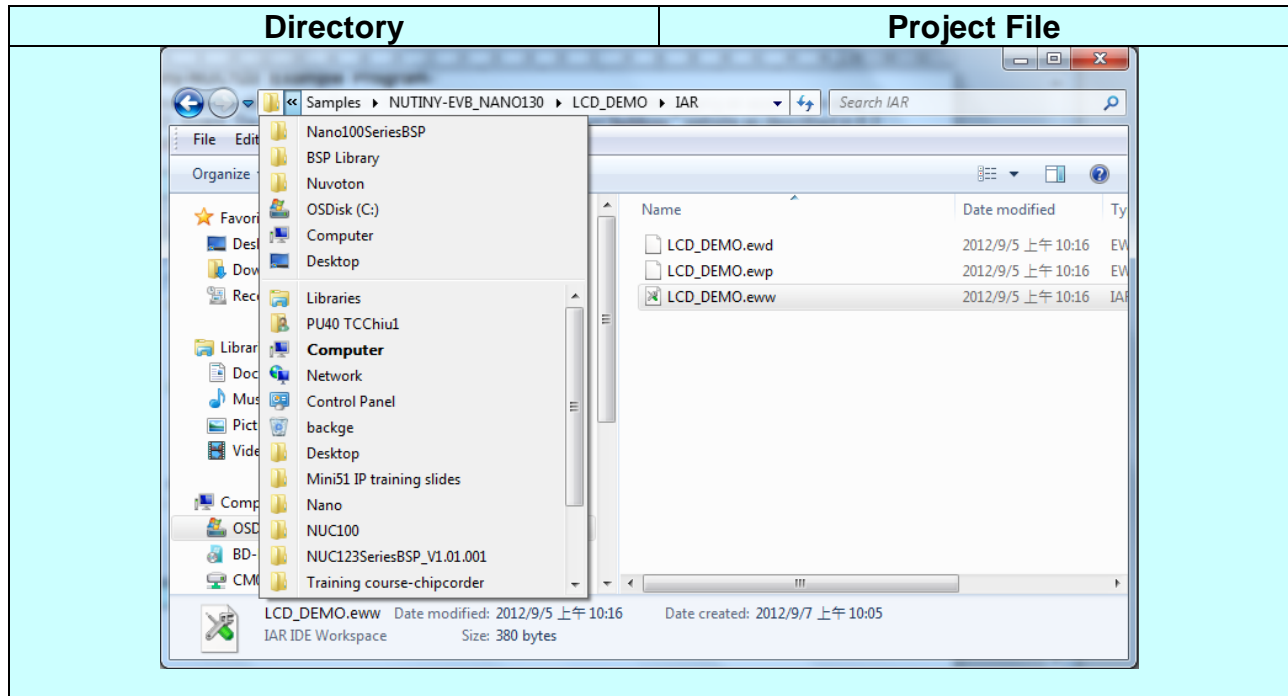 Directory Project File
« Samples ▸ NUTINY-EVB_NANO130 ▸ LCD_DEMO ▸ IAR Search IAR
File Edit
Organize
Nano100SeriesBSP
BSP Library
Nuvoton
OSDisk (C:)
Computer
Desktop
Libraries
PU40 TCChiu1
Computer
Network
Control Panel
backge
Desktop
Mini51 IP training slides
Nano
NUC100
NUC123SeriesBSP_V1.01.001
Training course-chipcorder
Favori
Desl
Dow
Rece
Librar
Doc
Mus
Pict
Vide
Comp
OSD
BD-
CM0
Name Date modified Ty
LCD_DEMO.ewd 2012/9/5 上午 10:16 EW
LCD_DEMO.ewp 2012/9/5 上午 10:16 EW
LCD_DEMO.eww 2012/9/5 上午 10:16 IAR
LCD_DEMO.eww Date modified: 2012/9/5 上午 10:16 Date created: 2012/9/7 上午 10:05
IAR IDE Workspace Size: 380 bytes